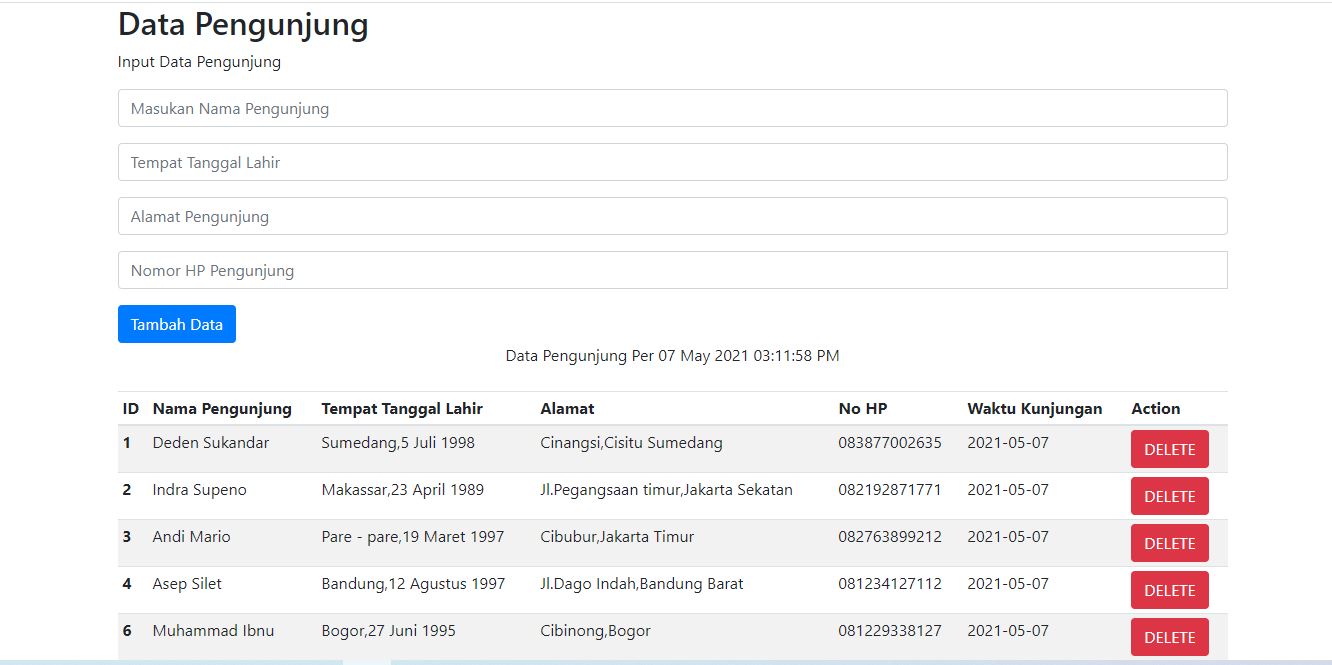 Data Pengunjung
Input Data Pengunjung
Masukan Nama Pengunjung
Tempat Tanggal Lahir
Alamat Pengunjung
Nomor HP Pengunjung
Tambah Data
Data Pengunjung Per 07 May 2021 03:11:58 PM
ID Nama Pengunjung Tempat Tanggal Lahir Alamat No HP Waktu Kunjungan Action
1 Deden Sukandar Sumedang,5 Juli 1998 Cinangsi,Cisitu Sumedang 083877002635 2021-05-07 DELETE
2 Indra Supeno Makassar,23 April 1989 Jl.Pegangsaan timur,Jakarta Sekatan 082192871771 2021-05-07 DELETE
3 Andi Mario Pare - pare,19 Maret 1997 Cibubur,Jakarta Timur 082763899212 2021-05-07 DELETE
4 Asep Silet Bandung,12 Agustus 1997 Jl.Dago Indah,Bandung Barat 081234127112 2021-05-07 DELETE
6 Muhammad Ibnu Bogor,27 Juni 1995 Cibinong,Bogor 081229338127 2021-05-07 DELETE